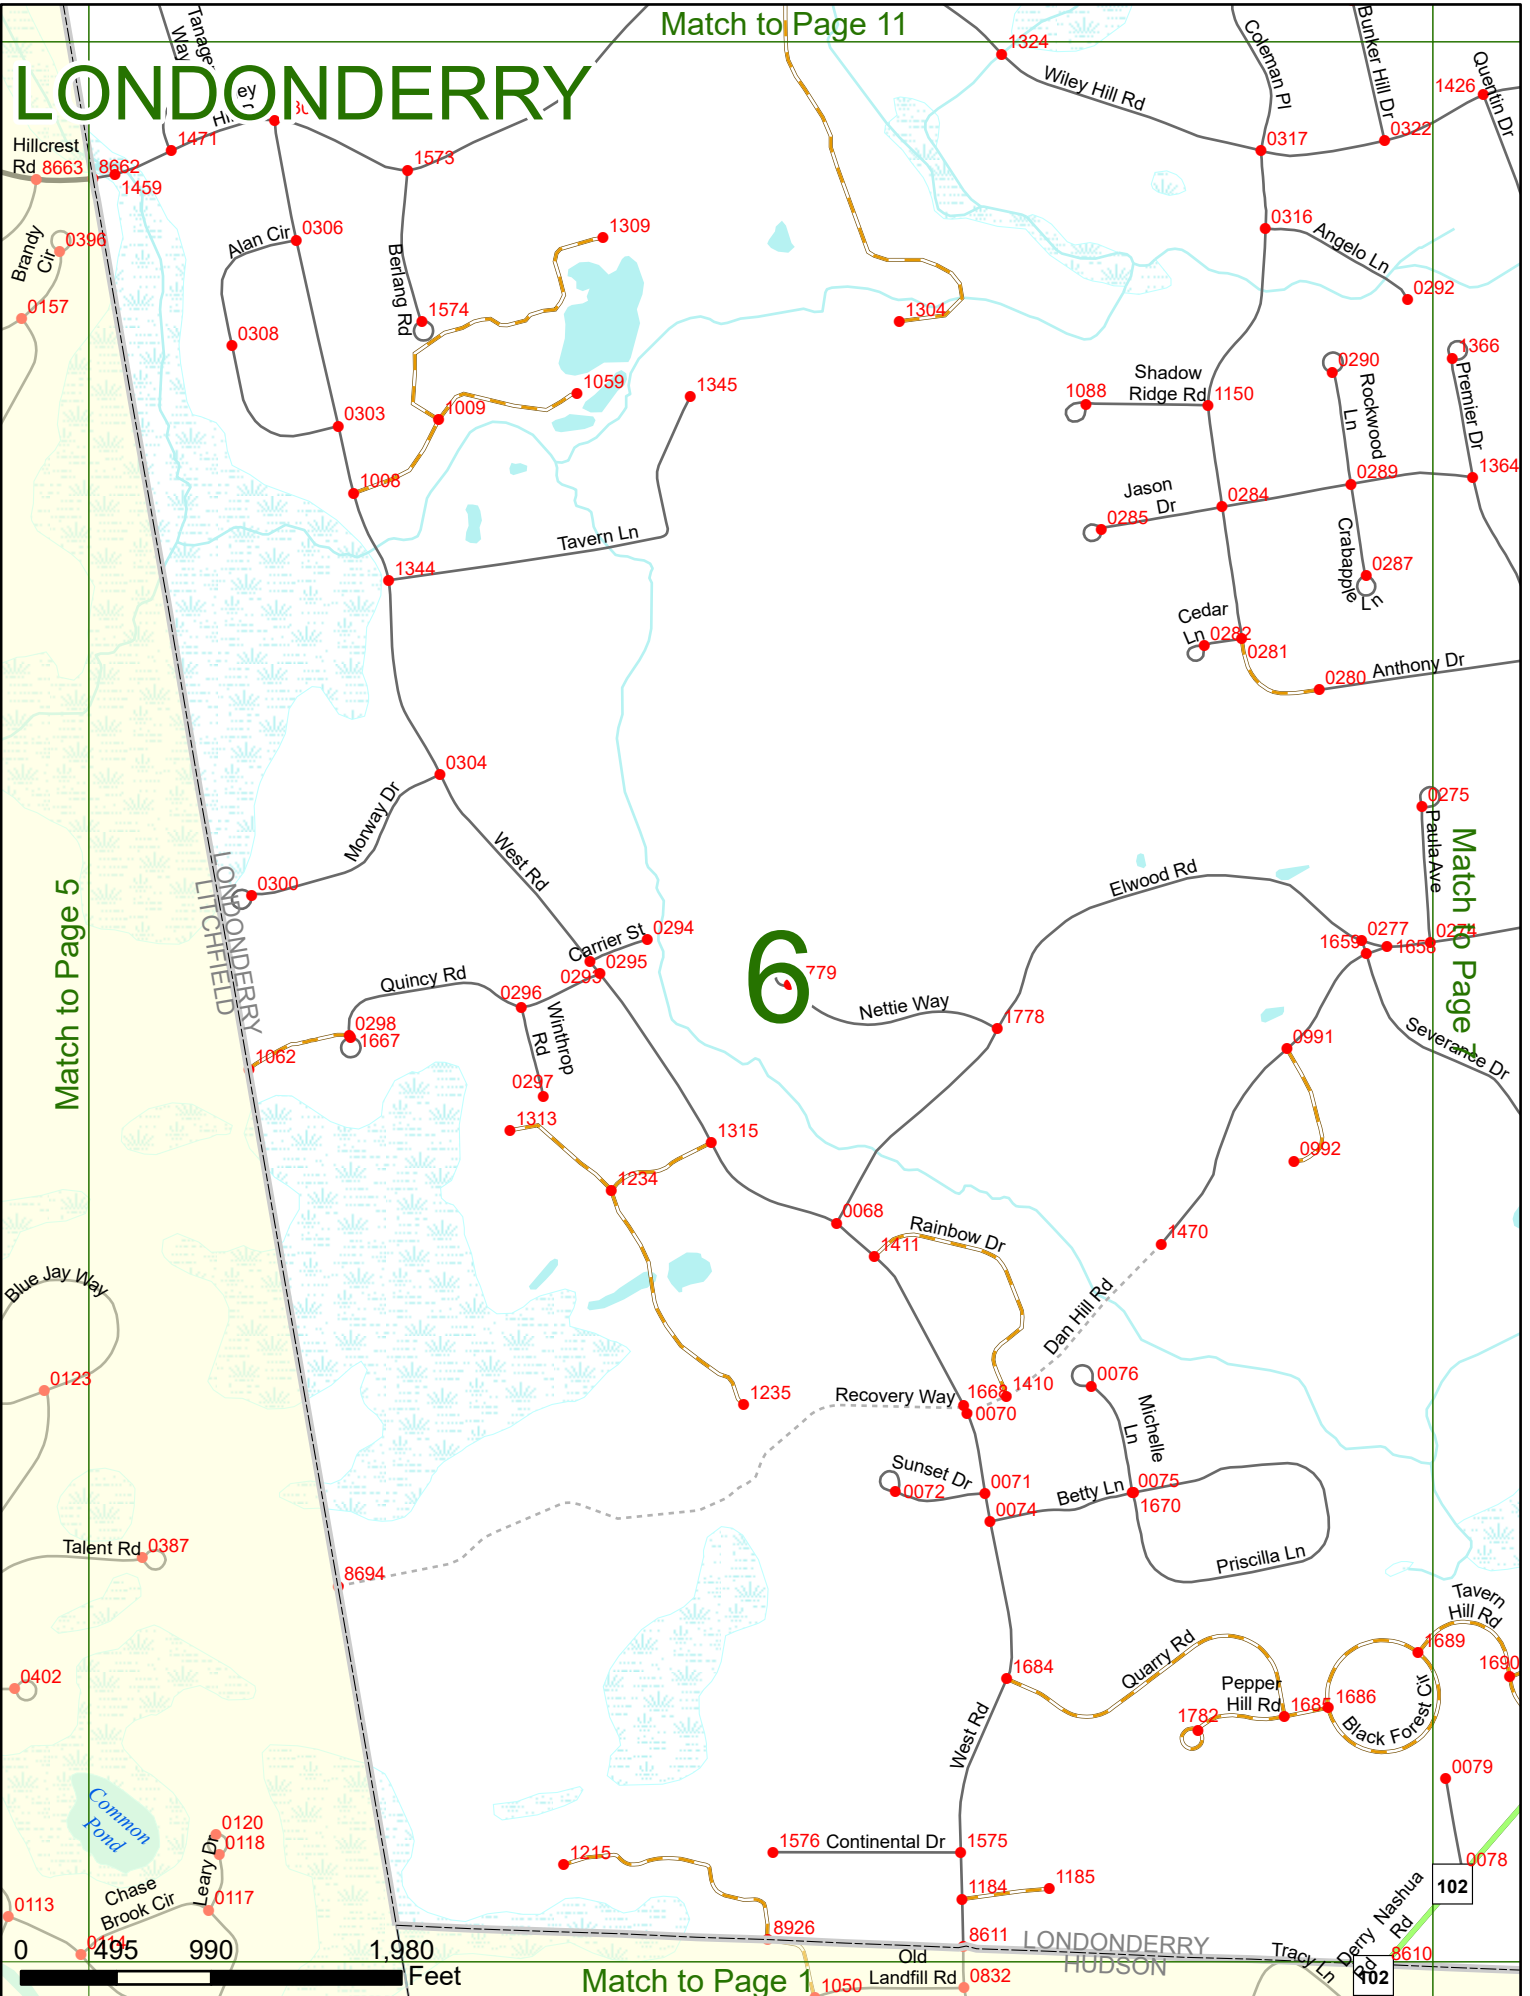 Match to Page 11
LONDONDERRY
Way
1324
Wiley Hill Rd
Coleman Pl
Bunker Hill Dr
Quentin Dr
1426
0322
0317
Hillcrest
Rd
8663
8662
1459
1471
1573
0396
Brandy
Cir
0157
Alan Cir
0306
Berlang Rd
1309
0316
Angelo Ln
0292
1574
1304
0308
0290
1366
Shadow
Ridge Rd
1088
1150
Rockwood
Ln
Premier Dr
1059
1345
0303
1009
1008
0289
1364
Jason
Dr
0285
0284
Tavern Ln
1344
Crabapple
Ln
0287
Cedar
Ln
0282
0281
0280
Anthony Dr
0304
Morway Dr
West Rd
0275
Paula Ave
Match to Page 7
Match to Page 5
LONDONDERRY
LITCHFIELD
0300
Elwood Rd
Carrier St
0294
0295
0293
1659
0277
1658
0274
6
Quincy Rd
0296
779
Nettie Way
1778
0298
1667
1062
Winthrop
Rd
0297
0991
Severance Dr
1313
1315
0992
1234
0068
Rainbow Dr
1411
1470
Blue Jay Way
Dan Hill Rd
0123
1235
Recovery Way
1668
1410
0070
0076
Michelle
Ln
Sunset Dr
0072
0071
0074
Betty Ln
0075
1670
Talent Rd
0387
8694
Priscilla Ln
Tavern
Hill Rd
0402
1684
Quarry Rd
1689
1690
Pepper
Hill Rd
1685
1686
1782
Black Forest Cir
West Rd
0079
Common
Pond
0120
0118
Leary Dr
1215
1576
Continental Dr
1575
0078
102
Chase
Brook Cir
0113
0117
0114
1184
1185
8926
8611
LONDONDERRY
HUDSON
Derry Nashua
Rd
Rd
Tracy Ln
8610
102
0 495 990 1,980
Feet
Match to Page 1
Old
Landfill Rd
0832
1050